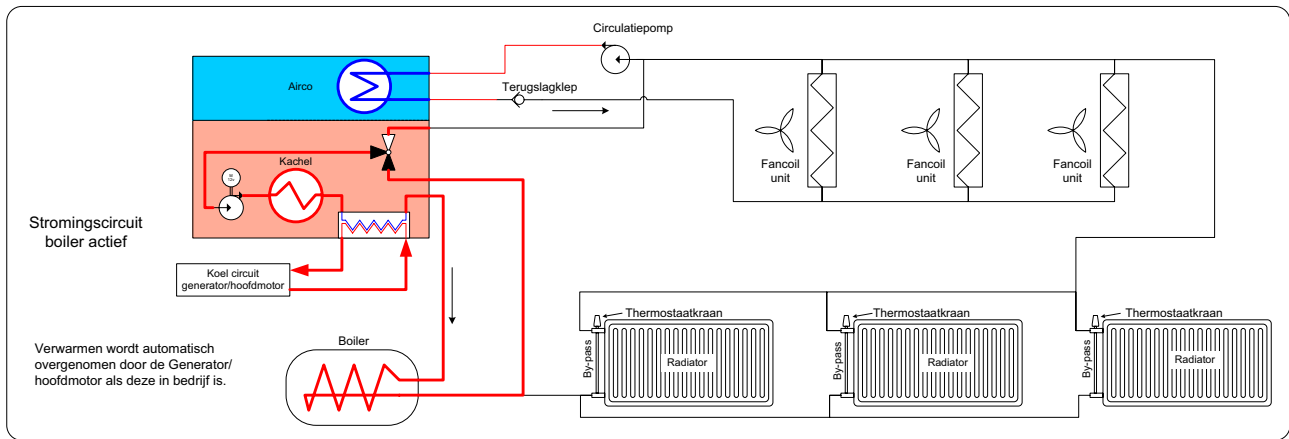 Circulatiepomp
Airco
Terugslagklep
Kachel
Fancoil
unit
Fancoil
unit
Fancoil
unit
Stromingscircuit
boiler actief
Koel circuit
generator/hoofdmotor
Thermostaatkraan
Thermostaatkraan
Thermostaatkraan
By-pass
Radiator
By-pass
Radiator
By-pass
Radiator
Boiler
Verwarmen wordt automatisch
overgenomen door de Generator/
hoofdmotor als deze in bedrijf is.